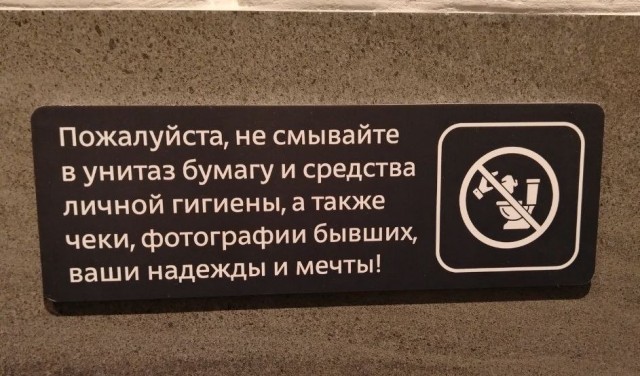 Пожалуйста, не смывайте
в унитаз бумагу и средства
личной гигиены, а также
чеки, фотографии бывших,
ваши надежды и мечты!